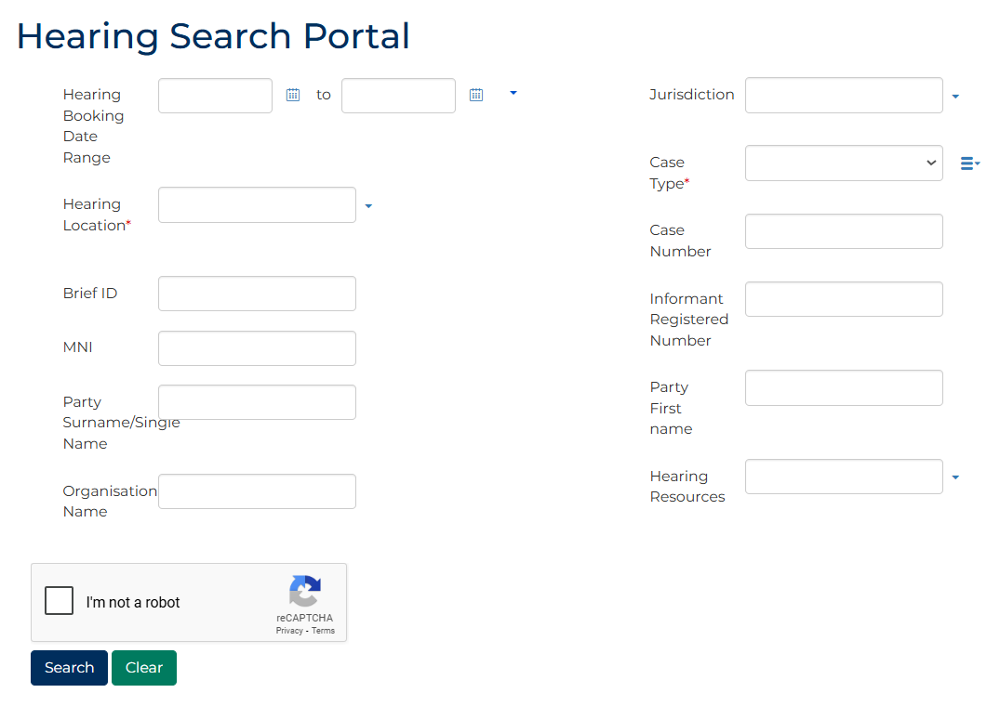 Hearing Search Portal
Hearing
Booking
Date
Range
to
Jurisdiction
Case
Type*
Hearing
Location*
Case
Number
Brief ID
Informant
Registered
Number
MNI
Party
Surname/Single
Name
Party
First
name
Organisation
Name
Hearing
Resources
I'm not a robot
reCAPTCHA
Privacy - Terms
Search Clear